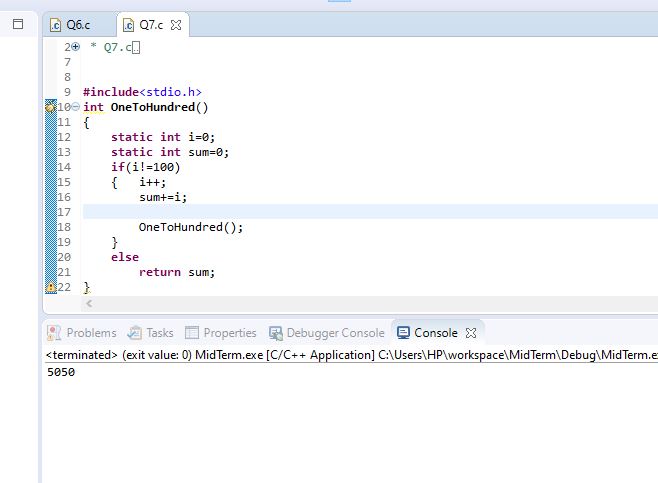 Q6.c Q7.c
2 * Q7.c
7
8
9 #include<stdio.h>
10 int OneToHundred()
11 {
12     static int i=0;
13     static int sum=0;
14     if(i!=100)
15     {   i++;
16         sum+=i;
17
18         OneToHundred();
19     }
20     else
21         return sum;
22 }
Problems Tasks Properties Debugger Console Console
<terminated> (exit value: 0) MidTerm.exe [C/C++ Application] C:\Users\HP\workspace\MidTerm\Debug\MidTerm.ex
5050